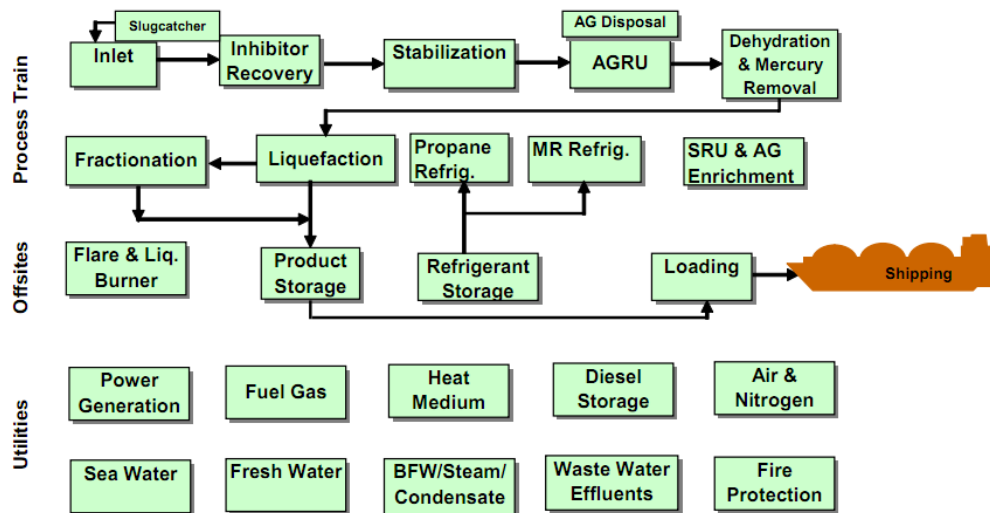 Process Train
Slugcatcher
Inlet
Inhibitor
Recovery
Stabilization
AG Disposal
AGRU
Dehydration
& Mercury
Removal
Fractionation
Liquefaction
Propane
Refrig.
MR Refrig.
SRU & AG
Enrichment
Offsites
Flare & Liq.
Burner
Product
Storage
Refrigerant
Storage
Loading
Shipping
Utilities
Power
Generation
Fuel Gas
Heat
Medium
Diesel
Storage
Air &
Nitrogen
Sea Water
Fresh Water
BFW/Steam/
Condensate
Waste Water
Effluents
Fire
Protection